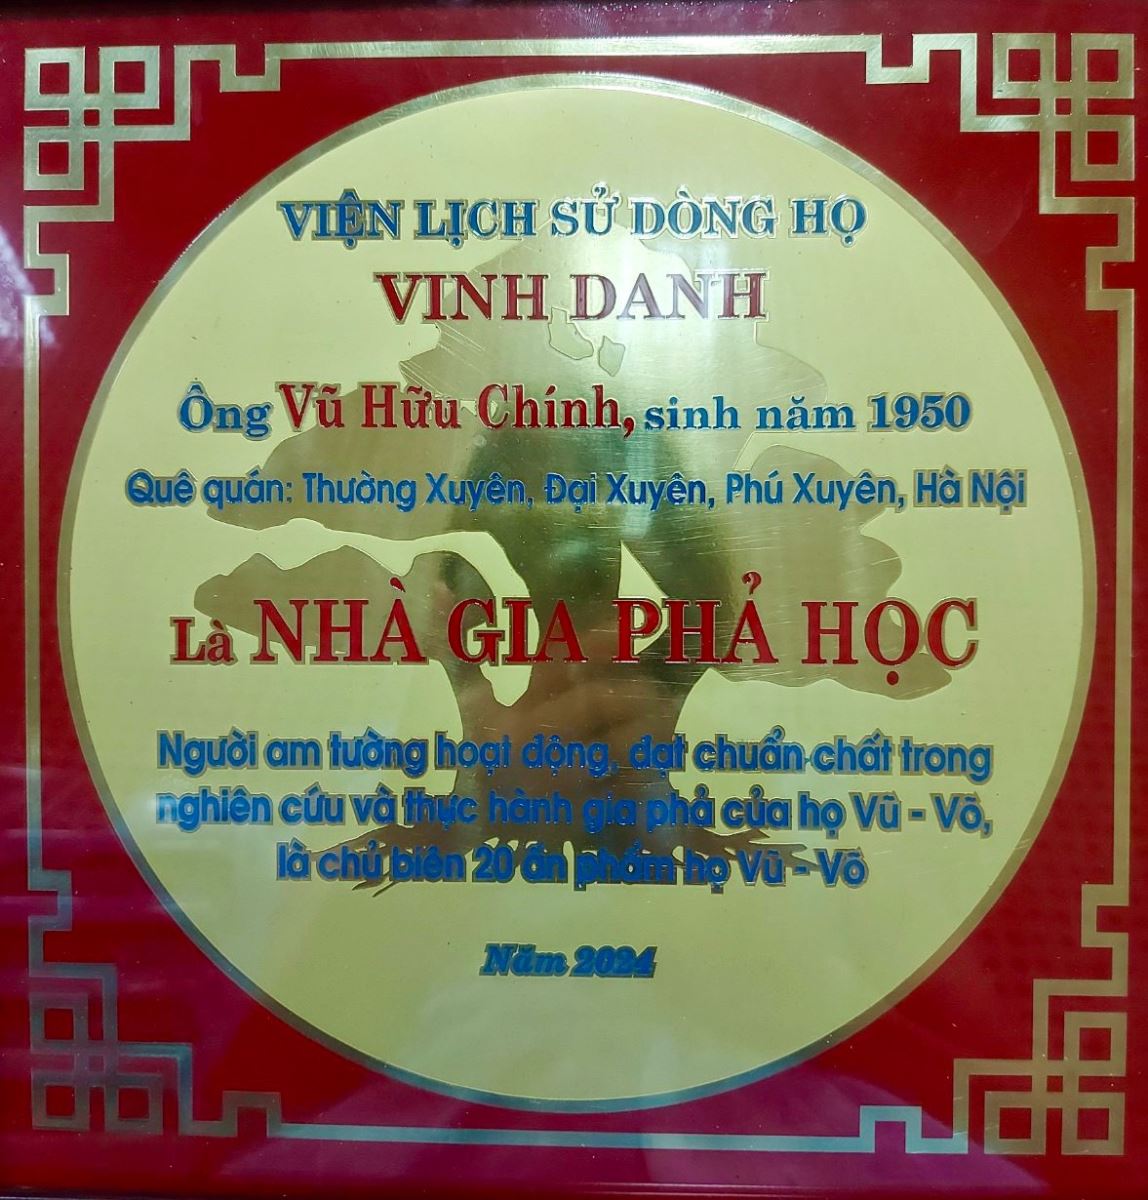 VIỆN LỊCH SỬ DÒNG HỌ
VINH DANH
Ông Vũ Hữu Chính, sinh năm 1950
Quê quán: Thường Xuyên, Đại Xuyên, Phú Xuyên, Hà Nội
Là NHÀ GIA PHẢ HỌC
Người am tường hoạt động, đạt chuẩn chất trong
nghiên cứu và thực hành gia phả của họ Vũ - Võ,
là chủ biên 20 ấn phẩm họ Vũ - Võ
Năm 2024